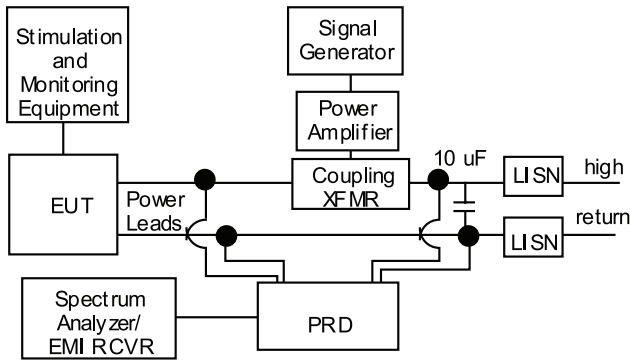 Stimulation
and
Monitoring
Equipment
Signal
Generator
Power
Amplifier
10 uF
Coupling
XFMR
LISN
high
EUT
Power
Leads
return
LISN
Spectrum
Analyzer/
EMI RCVR
PRD